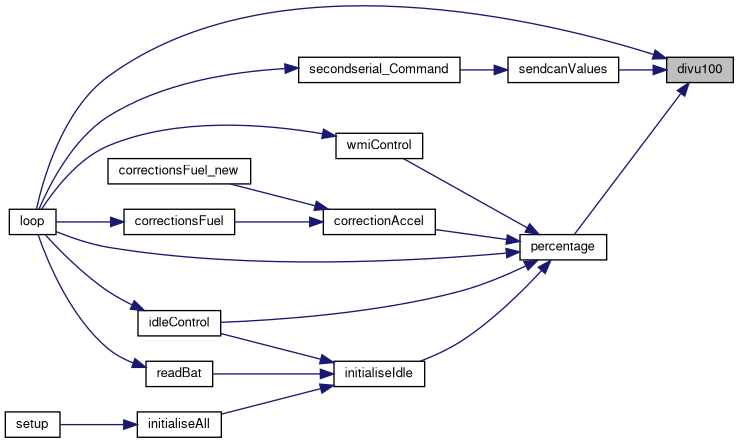 secondserial_Command
sendcanValues
divu100
wmiControl
correctionsFuel_new
loop
correctionsFuel
correctionAccel
percentage
idleControl
readBat
initialiseIdle
setup
initialiseAll